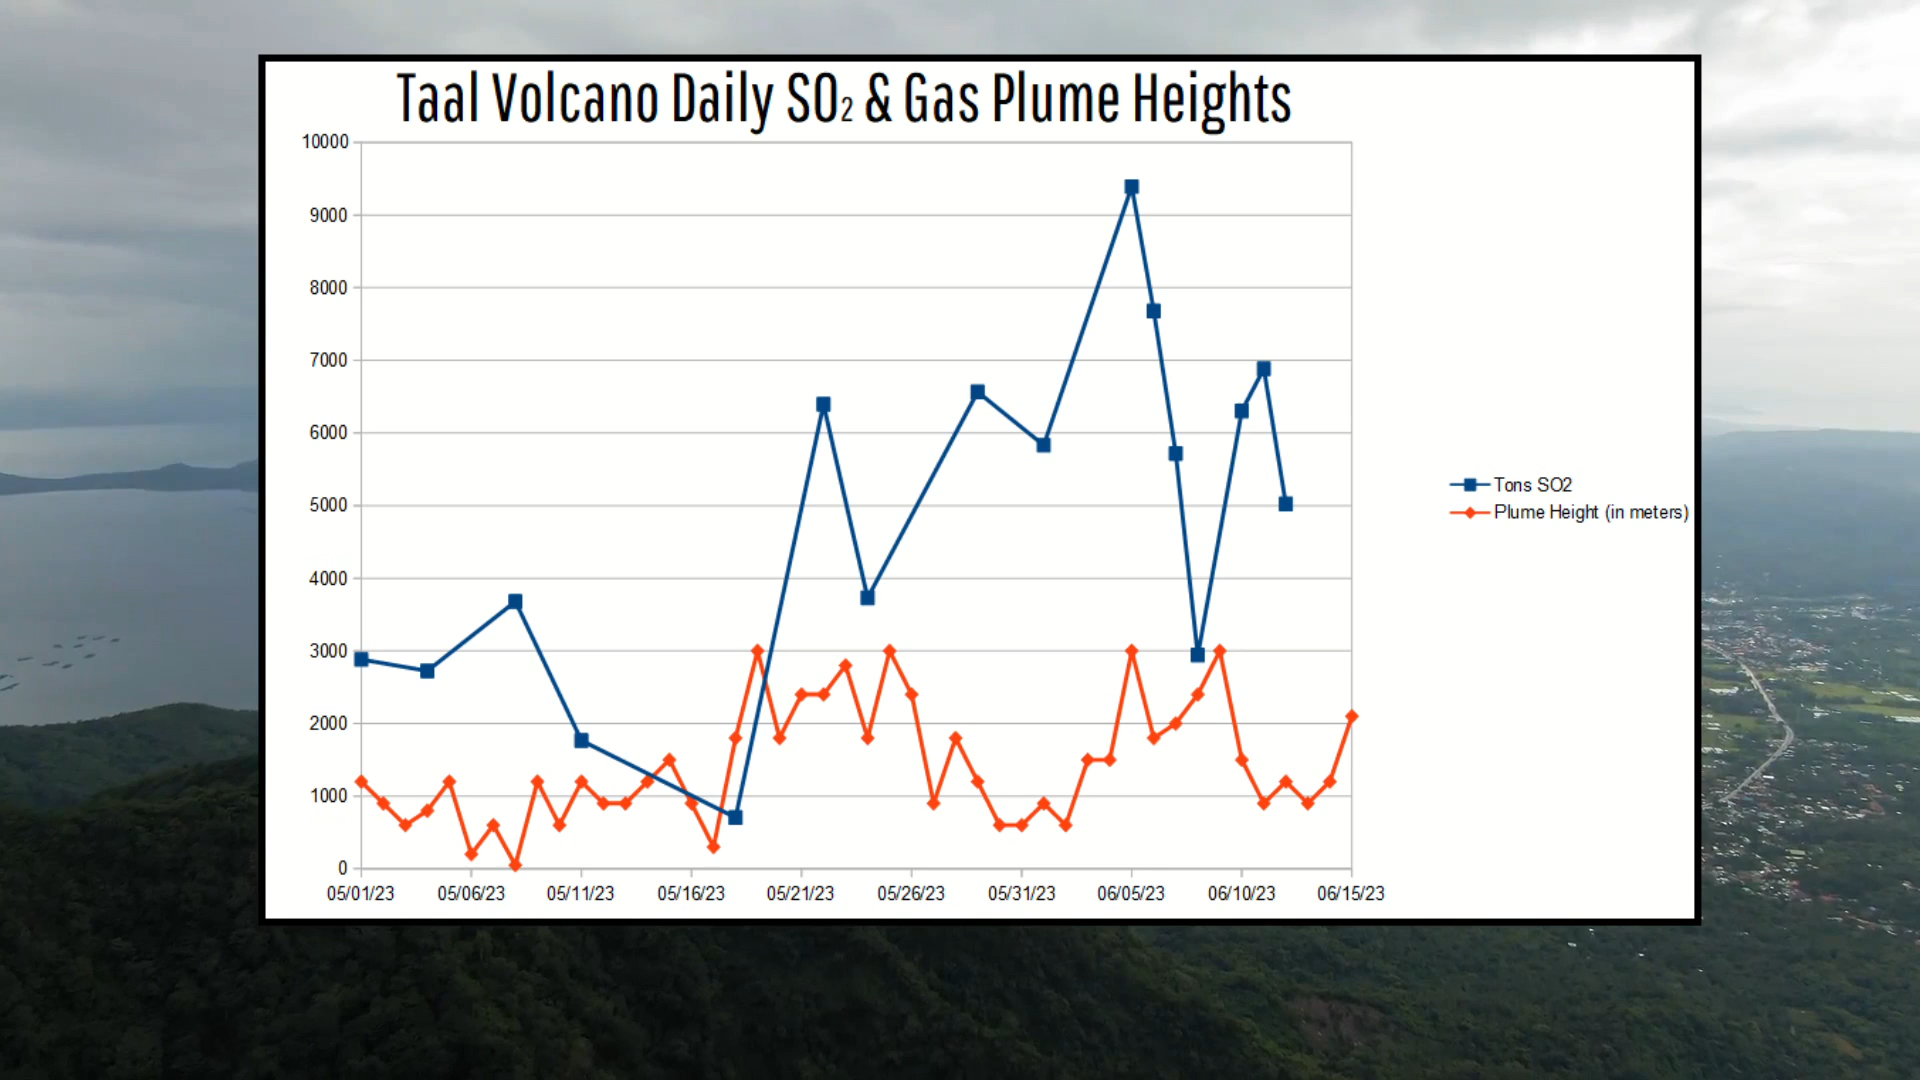 Taal Volcano Daily SO₂ & Gas Plume Heights
10000
9000
8000
7000
6000
5000
4000
3000
2000
1000
0
05/01/23 05/06/23 05/11/23 05/16/23 05/21/23 05/26/23 05/31/23 06/05/23 06/10/23 06/15/23
Tons SO2
Plume Height (in meters)